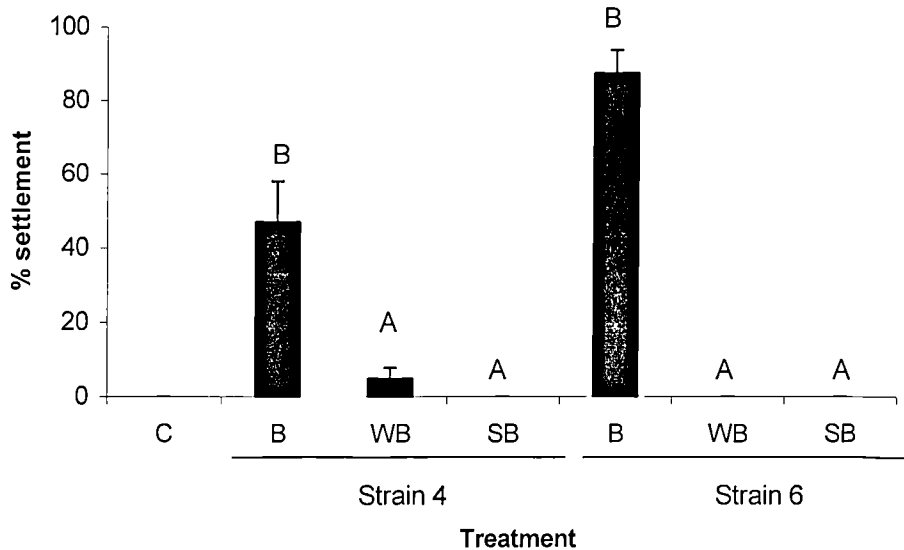 % settlement
100
80
60
40
20
0
B
A
A
B
A
A
C B WB SB B WB SB
Strain 4 Strain 6
Treatment